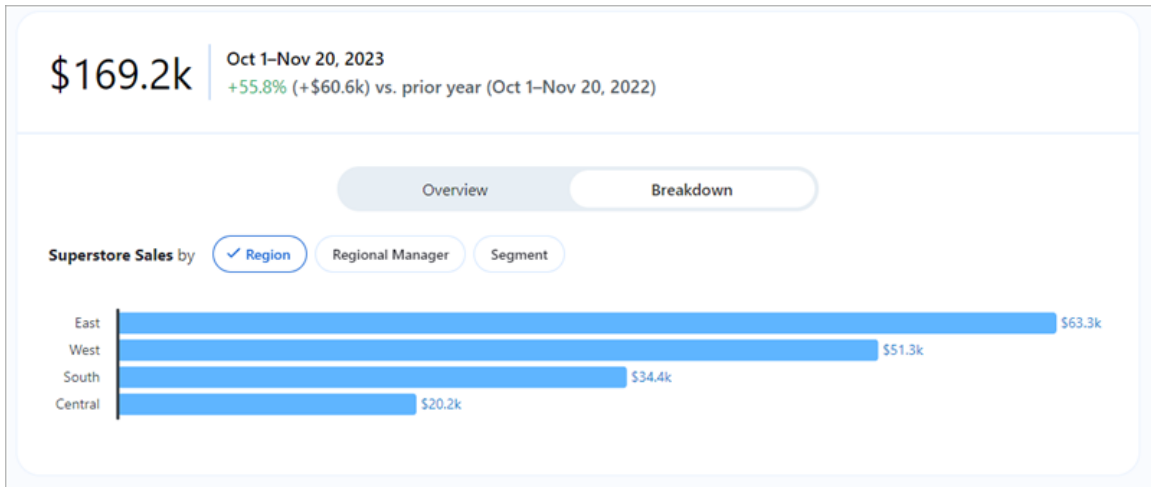 $169.2k
Oct 1–Nov 20, 2023
+55.8% (+$60.6k) vs. prior year (Oct 1–Nov 20, 2022)
Overview
Breakdown
Superstore Sales by
✓ Region
Regional Manager
Segment
East $63.3k
West $51.3k
South $34.4k
Central $20.2k